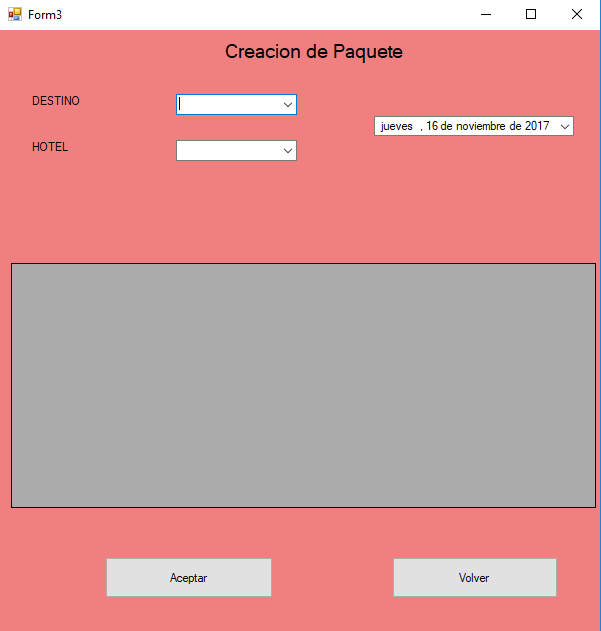 Form3
Creacion de Paquete
DESTINO
jueves , 16 de noviembre de 2017
HOTEL
Aceptar
Volver